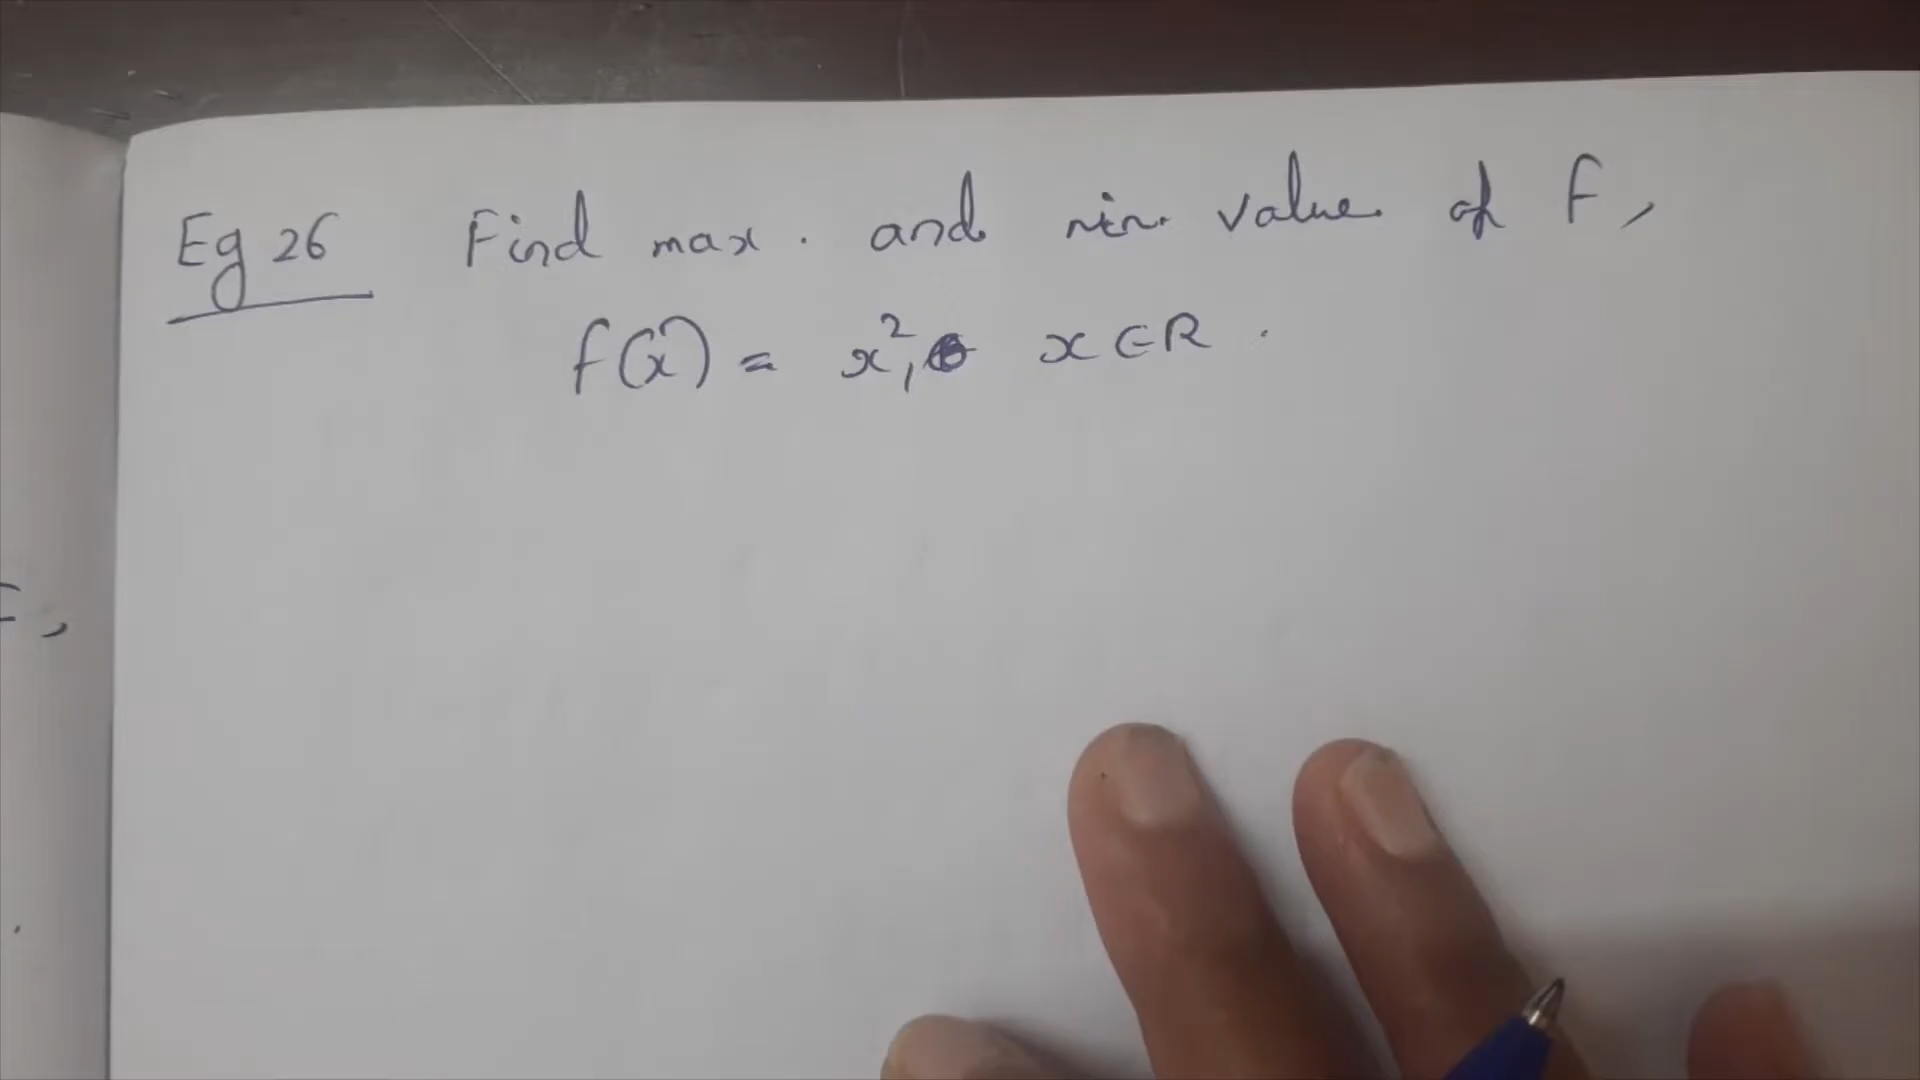 Eg 26 Find max. and min. value of f,
f(x) = x², x ∈ R.